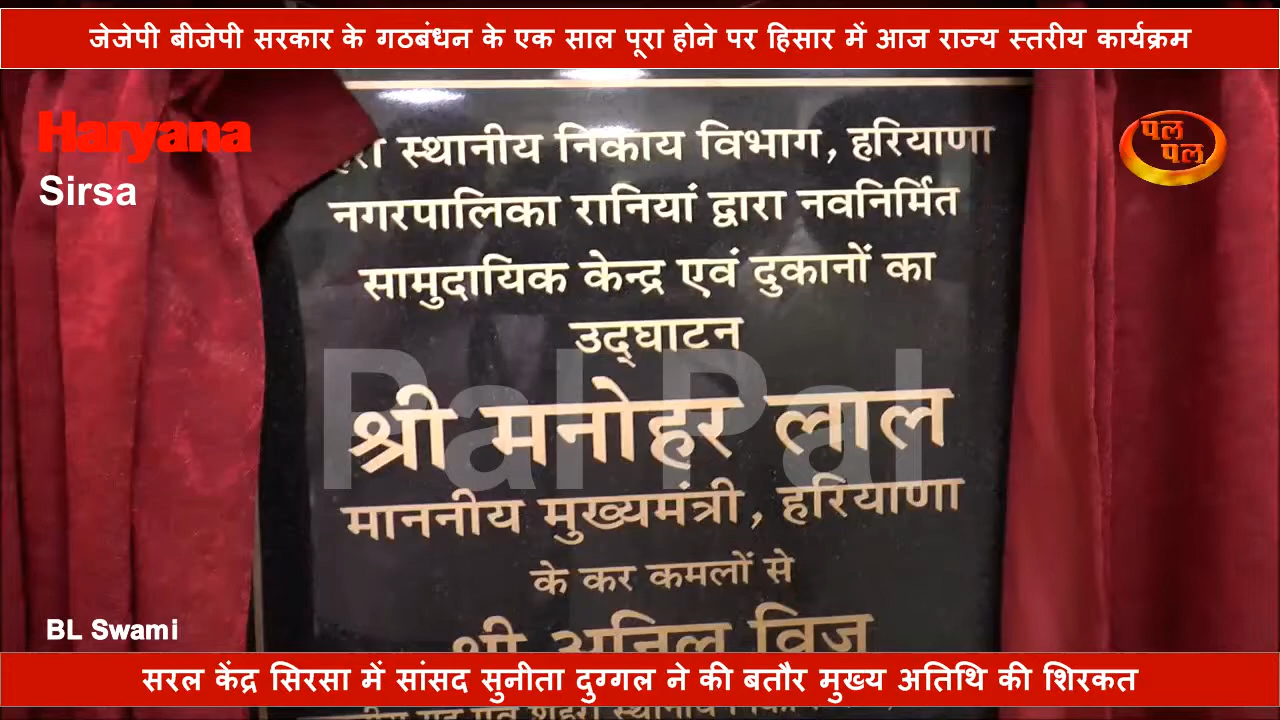 जेजेपी बीजेपी सरकार के गठबंधन के एक साल पूरा होने पर हिसार में आज राज्य स्तरीय कार्यक्रम
Haryana
Sirsa
पल
पल
स्थानीय निकाय विभाग, हरियाणा
नगरपालिका रानियां द्वारा नवनिर्मित
सामुदायिक केन्द्र एवं दुकानों का
उद्घाटन
श्री मनोहर लाल
Pal Pal
माननीय मुख्यमंत्री, हरियाणा
के कर कमलों से
श्री अनिल विज
BL Swami
सरल केंद्र सिरसा में सांसद सुनीता दुग्गल ने की बतौर मुख्य अतिथि की शिरकत